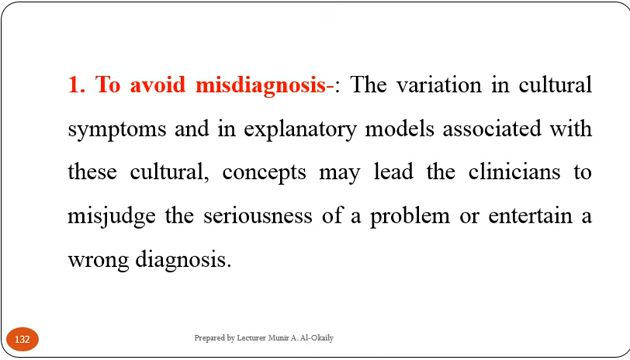 1. To avoid misdiagnosis-: The variation in cultural
symptoms and in explanatory models associated with
these cultural, concepts may lead the clinicians to
misjudge the seriousness of a problem or entertain a
wrong diagnosis.
132
Prepared by Lecturer Munir A. Al-Okaily